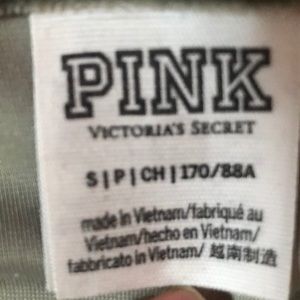 PINK
VICTORIA'S SECRET
S | P | CH | 170/88A
made in Vietnam/fabriqué au
Vietnam/hecho en Vietnam/
fabbricato in Vietnam/ 越南制造